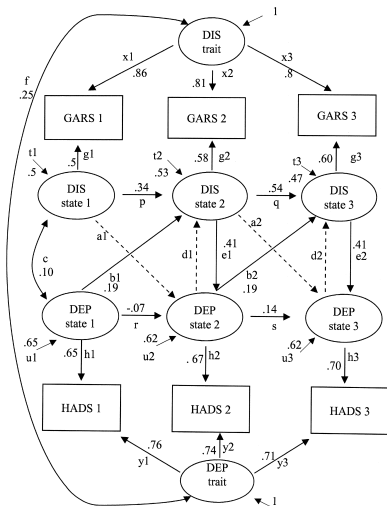 DIS
trait
1
f
.25
x1
.86
x2
.81
x3
.8
GARS 1
GARS 2
GARS 3
t1
.5
.5
g1
t2
.53
.58
g2
t3
.47
.60
g3
DIS
state 1
.34
p
DIS
state 2
.54
q
DIS
state 3
a1
a2
c
.10
b1
.19
d1
.41
e1
b2
.19
d2
.41
e2
DEP
state 1
-.07
r
DEP
state 2
.14
s
DEP
state 3
.65
u1
.65
h1
.62
u2
.67
h2
.62
u3
.70
h3
HADS 1
HADS 2
HADS 3
.76
y1
.74
y2
.71
y3
DEP
trait
1